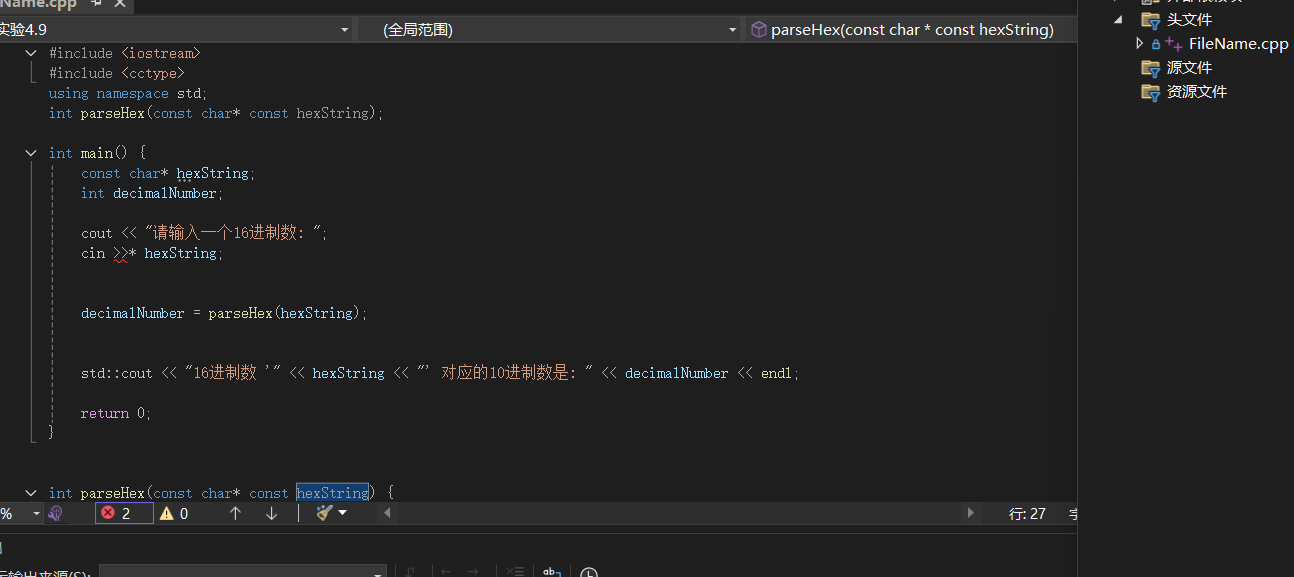 Name.cpp
实验4.9
(全局范围)
parseHex(const char * const hexString)
#include <iostream>
#include <cctype>
using namespace std;
int parseHex(const char* const hexString);
int main() {
const char* hexString;
int decimalNumber;
cout << "请输入一个16进制数: ";
cin >>* hexString;
decimalNumber = parseHex(hexString);
std::cout << "16进制数 '" << hexString << "' 对应的10进制数是: " << decimalNumber << endl;
return 0;
}
int parseHex(const char* const hexString) {
% 2 0 行: 27
头文件
FileName.cpp
源文件
资源文件